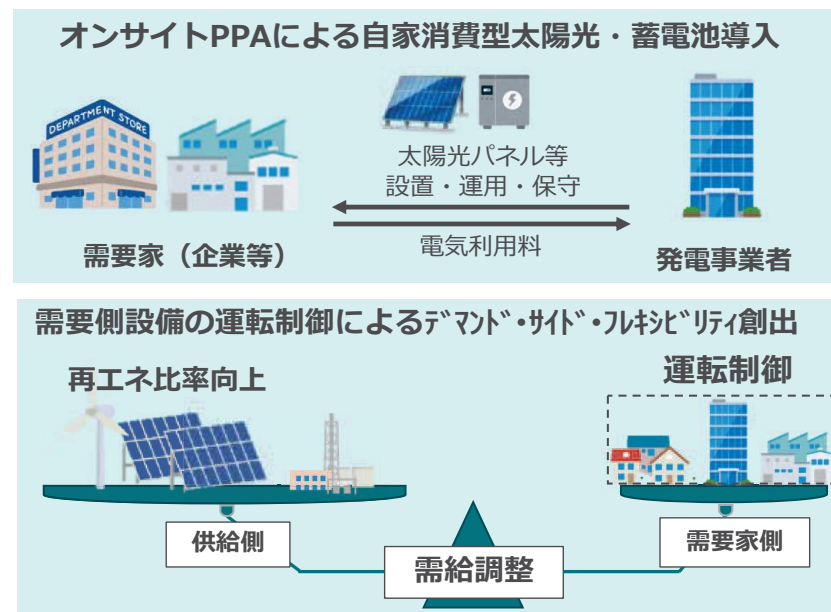 オンサイトPPAによる自家消費型太陽光・蓄電池導入
DEPARTMENT STORE
太陽光パネル等
設置・運用・保守
電気利用料
需要家（企業等）
発電事業者
需要側設備の運転制御によるﾃﾞﾏﾝﾄﾞ･ｻｲﾄﾞ･ﾌﾚｷｼﾋﾞﾘﾃｨ創出
再エネ比率向上
運転制御
供給側
需要家側
需給調整